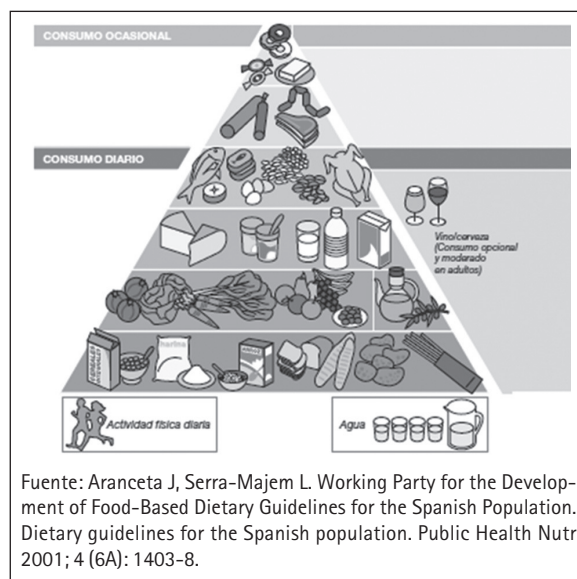 CONSUMO OCASIONAL
CONSUMO DIARIO
Vino/cerveza
(Consumo opcional
y moderado
en adultos)
harina
CEREALES
Actividad física diaria
Agua
Fuente: Aranceta J, Serra-Majem L. Working Party for the Develop-
ment of Food-Based Dietary Guidelines for the Spanish Population.
Dietary guidelines for the Spanish population. Public Health Nutr
2001; 4 (6A): 1403-8.